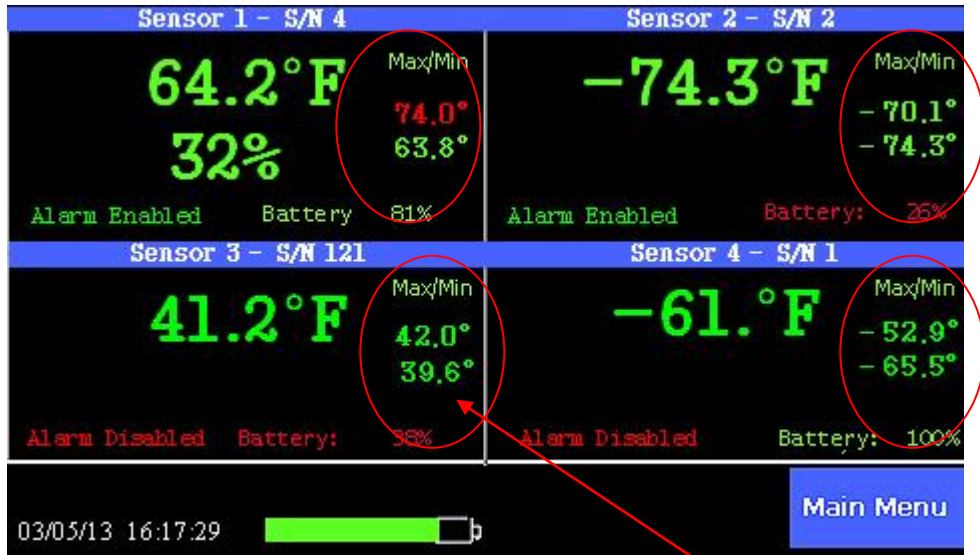 Sensor 1 - S/N 4
64.2°F
Max/Min
74.0°
32%
63.8°
Alarm Enabled Battery 81%
Sensor 2 - S/N 2
-74.3°F
Max/Min
-70.1°
-74.3°
Alarm Enabled Battery: 26%
Sensor 3 - S/N 121
41.2°F
Max/Min
42.0°
39.6°
Alarm Disabled Battery: 38%
Sensor 4 - S/N 1
-61.°F
Max/Min
-52.9°
-65.5°
Alarm Disabled Battery: 100%
03/05/13 16:17:29
Main Menu